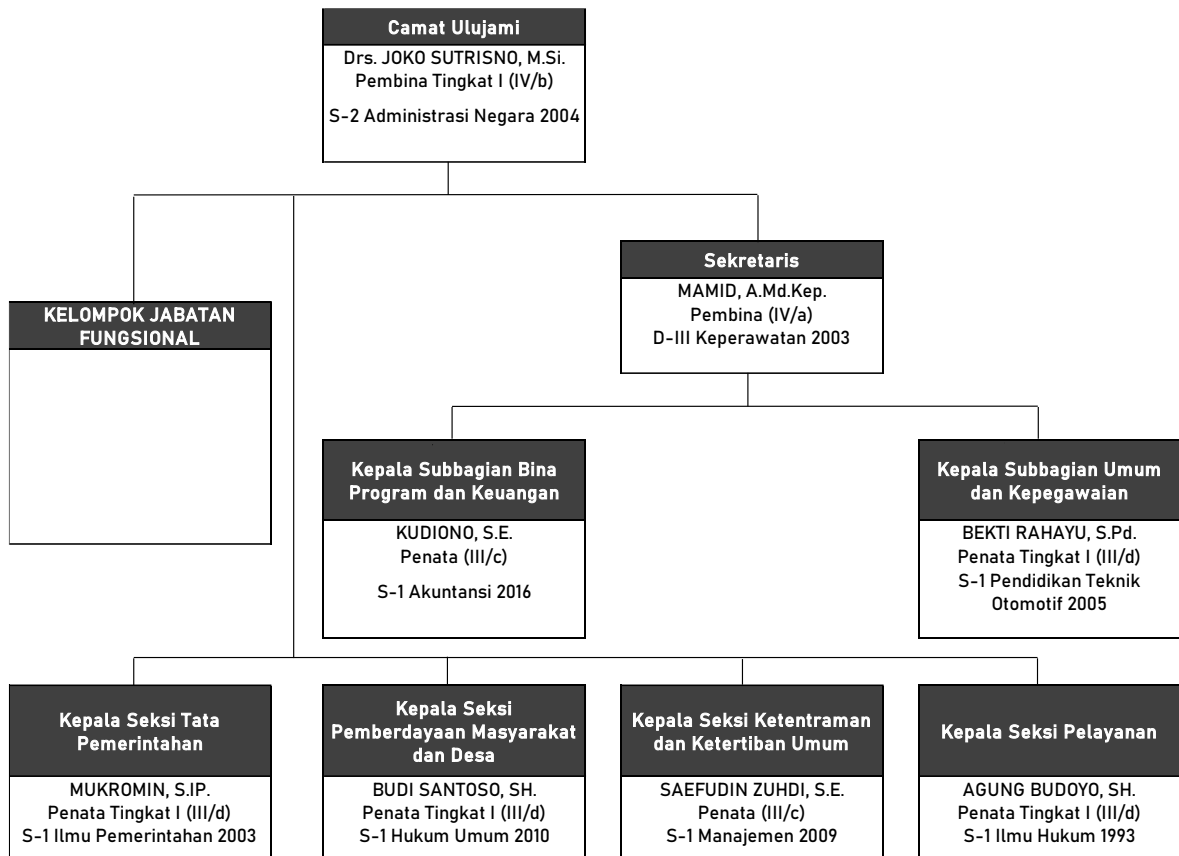 Camat Ulujami
Drs. JOKO SUTRISNO, M.Si.
Pembina Tingkat I (IV/b)
S-2 Administrasi Negara 2004
Sekretaris
MAMID, A.Md.Kep.
Pembina (IV/a)
D-III Keperawatan 2003
KELOMPOK JABATAN
FUNGSIONAL
Kepala Subbagian Bina
Program dan Keuangan
KUDIONO, S.E.
Penata (III/c)
S-1 Akuntansi 2016
Kepala Subbagian Umum
dan Kepegawaian
BEKTI RAHAYU, S.Pd.
Penata Tingkat I (III/d)
S-1 Pendidikan Teknik
Otomotif 2005
Kepala Seksi Tata
Pemerintahan
MUKROMIN, S.IP.
Penata Tingkat I (III/d)
S-1 Ilmu Pemerintahan 2003
Kepala Seksi
Pemberdayaan Masyarakat
dan Desa
BUDI SANTOSO, SH.
Penata Tingkat I (III/d)
S-1 Hukum Umum 2010
Kepala Seksi Ketentraman
dan Ketertiban Umum
SAEFUDIN ZUHDI, S.E.
Penata (III/c)
S-1 Manajemen 2009
Kepala Seksi Pelayanan
AGUNG BUDOYO, SH.
Penata Tingkat I (III/d)
S-1 Ilmu Hukum 1993